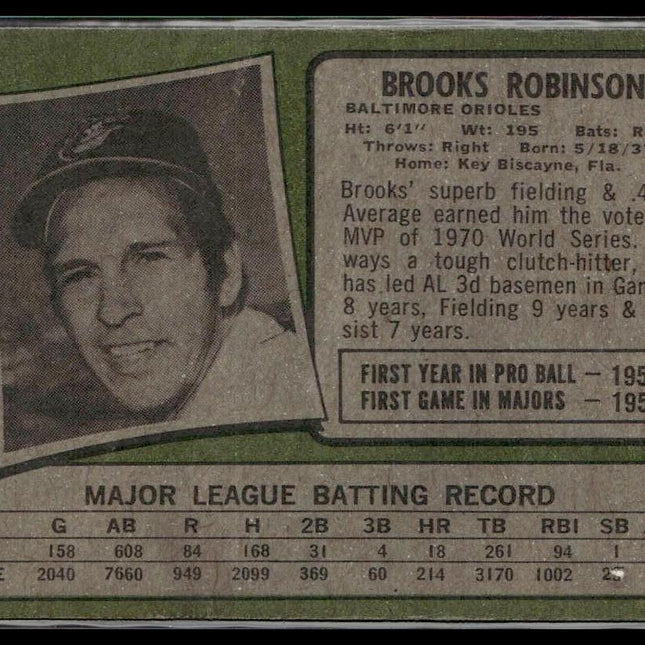 BROOKS ROBINSON
BALTIMORE ORIOLES
Ht: 6'1" Wt: 195 Bats: R
Throws: Right Born: 5/18/3
Home: Key Biscayne, Fla.
Brooks' superb fielding & .4
Average earned him the vote
MVP of 1970 World Series.
ways a tough clutch-hitter,
has led AL 3d basemen in Gam
8 years, Fielding 9 years &
sist 7 years.
FIRST YEAR IN PRO BALL — 195
FIRST GAME IN MAJORS — 195
MAJOR LEAGUE BATTING RECORD
G AB R H 2B 3B HR TB RBI SB
158 608 84 168 31 4 18 261 94 1
E 2040 7660 949 2099 369 60 214 3170 1002